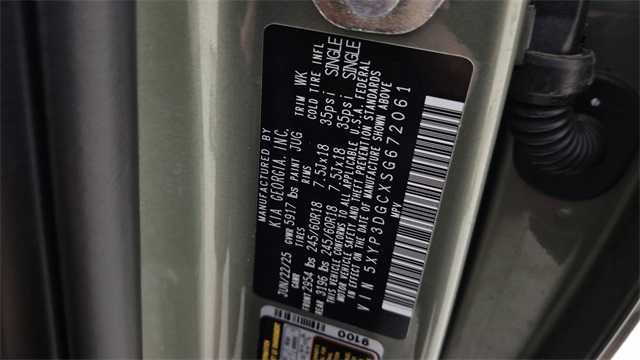 MANUFACTURED BY
KIA GEORGIA, INC.
JUN/22/25 GVWR 5917 lbs PAINT JUG TRIM WK
GAWR TIRES RIMS COLD TIRE INFL
FRONT 2954 lbs 245/60R18 7.5Jx18 35psi SINGLE
REAR 3196 lbs 245/60R18 7.5Jx18 35psi SINGLE
THIS VEHICLE CONFORMS TO ALL APPLICABLE U.S.A. FEDERAL
MOTOR VEHICLE SAFETY AND THEFT PREVENTION STANDARDS
IN EFFECT ON THE DATE OF MANUFACTURE SHOWN ABOVE
VIN 5XYP3DGCXSG672061
MPV
9100